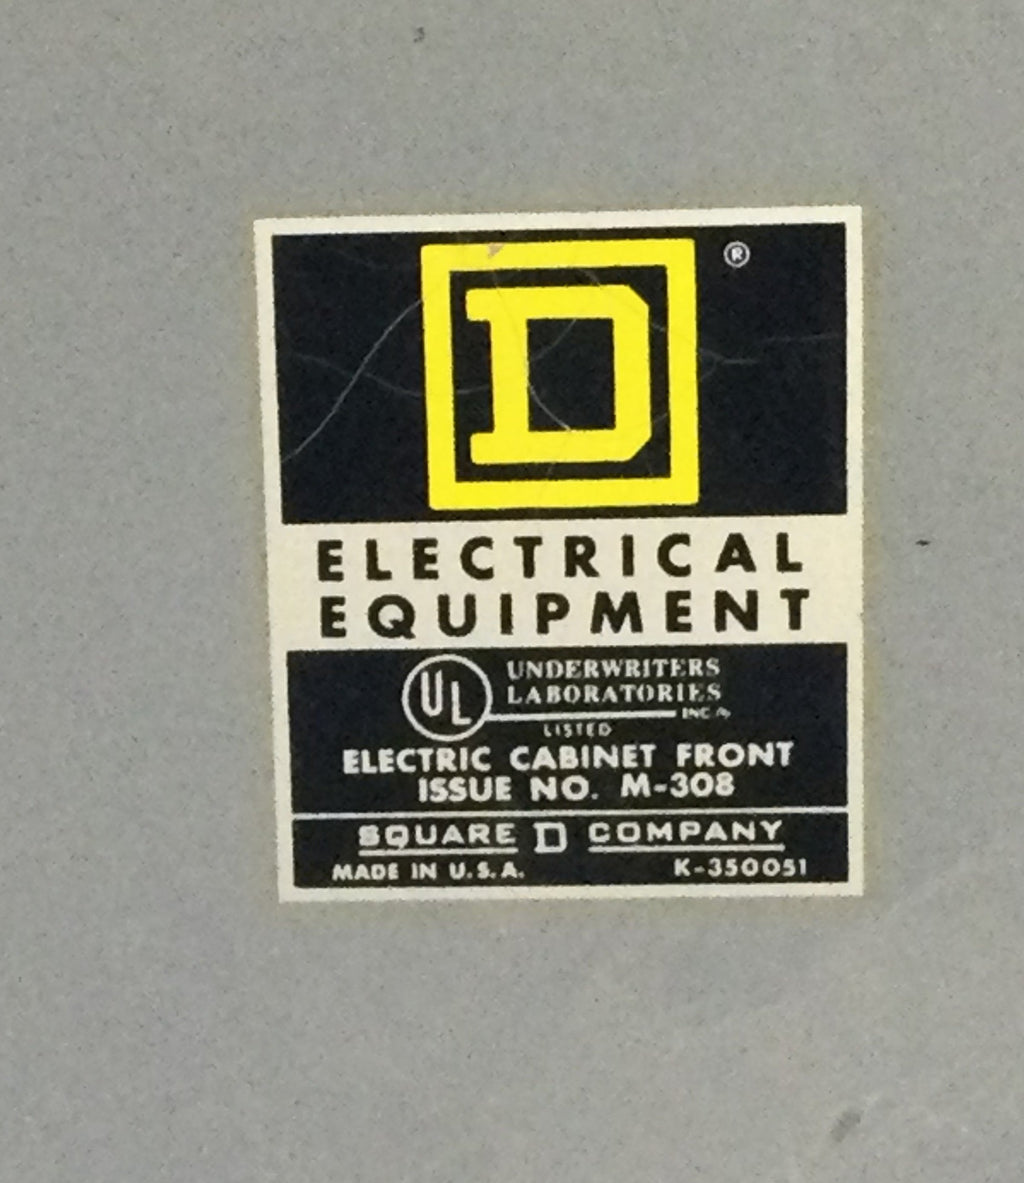 D ®
ELECTRICAL
EQUIPMENT
UL UNDERWRITERS
LABORATORIES
INC.
LISTED
ELECTRIC CABINET FRONT
ISSUE NO. M-308
SQUARE D COMPANY
MADE IN U.S.A. K-350051